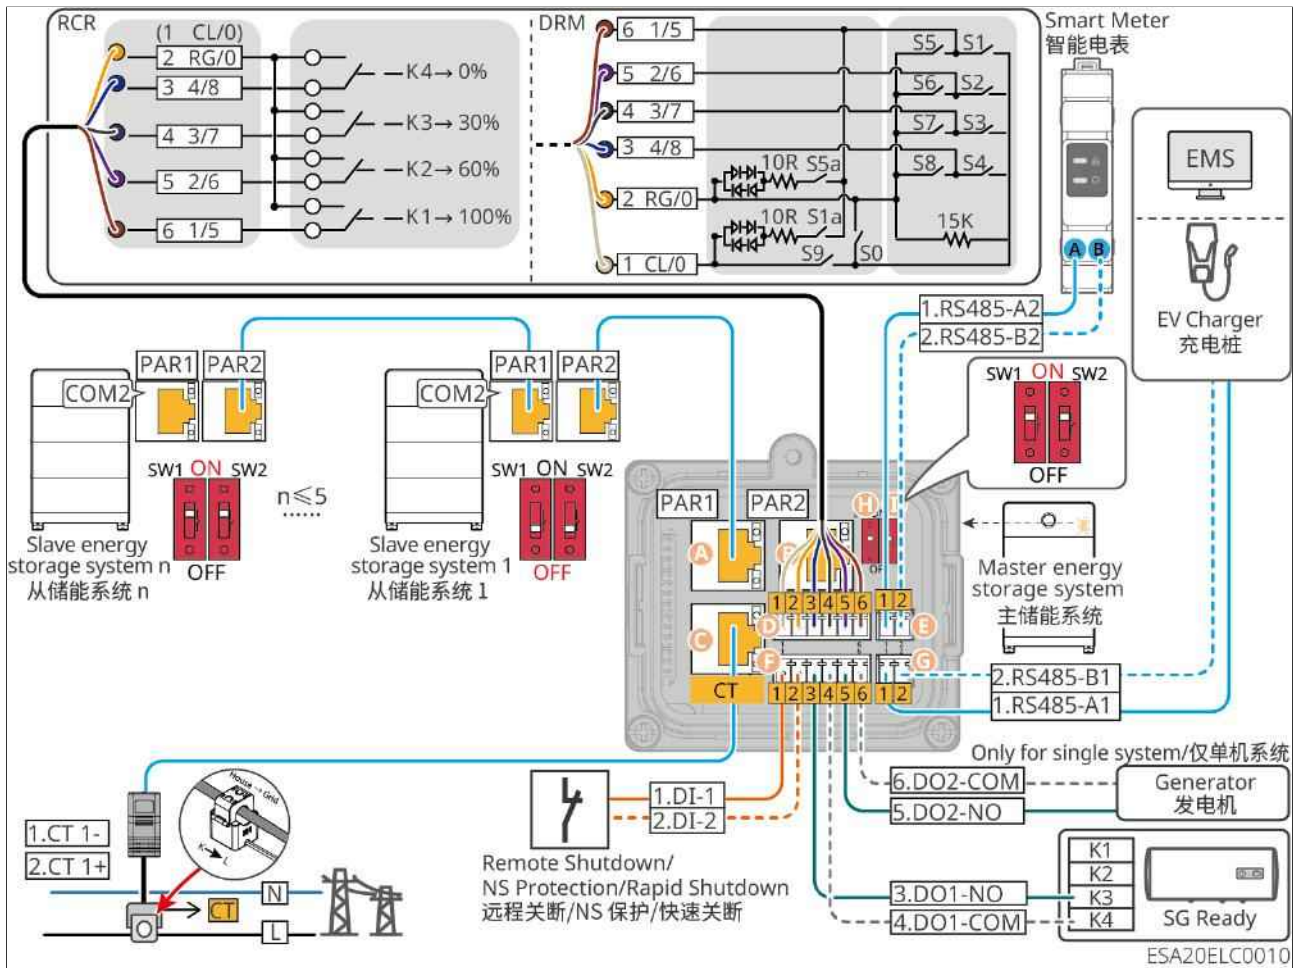 RCR
(1 CL/0)
2 RG/0
3 4/8
4 3/7
5 2/6
6 1/5
K4→ 0%
K3→ 30%
K2→ 60%
K1→ 100%
DRM
6 1/5
5 2/6
4 3/7
3 4/8
2 RG/0
1 CL/0
10R S5a
10R S1a
S9
S0
S5 S1
S6 S2
S7 S3
S8 S4
15K
Smart Meter
智能电表
A B
EMS
EV Charger
充电桩
1.RS485-A2
2.RS485-B2
PAR1 PAR2
COM2
SW1 ON SW2
OFF
Slave energy
storage system n
从储能系统 n
n≤5
......
PAR1 PAR2
COM2
SW1 ON SW2
OFF
Slave energy
storage system 1
从储能系统 1
SW1 ON SW2
OFF
PAR1 PAR2
H I
A B
1 2 3 4 5 6 1 2
C D E
F G
CT
1 2 3 4 5 6 1 2
Master energy
storage system
主储能系统
2.RS485-B1
1.RS485-A1
Only for single system/仅单机系统
6.DO2-COM
5.DO2-NO
Generator
发电机
1.DI-1
2.DI-2
Remote Shutdown/
NS Protection/Rapid Shutdown
远程关断/NS 保护/快速关断
3.DO1-NO
4.DO1-COM
K1
K2
K3
K4
SG Ready
House → Grid
K→L
1.CT 1-
2.CT 1+
N
CT
L
ESA20ELC0010